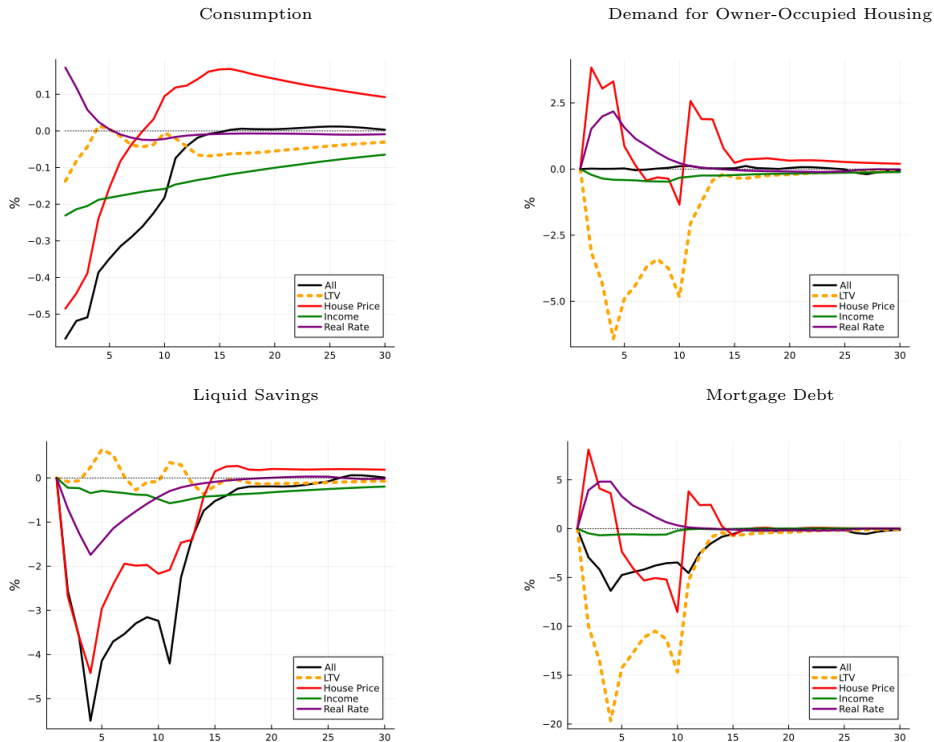 Consumption
%
0.1
0.0
−0.1
−0.2
−0.3
−0.4
−0.5
5 10 15 20 25 30
All
LTV
House Price
Income
Real Rate
Demand for Owner-Occupied Housing
2.5
0.0
−2.5
−5.0
5 10 15 20 25 30
All
LTV
House Price
Income
Real Rate
Liquid Savings
%
0
−1
−2
−3
−4
−5
5 10 15 20 25 30
All
LTV
House Price
Income
Real Rate
Mortgage Debt
%
5
0
−5
−10
−15
−20
5 10 15 20 25 30
All
LTV
House Price
Income
Real Rate